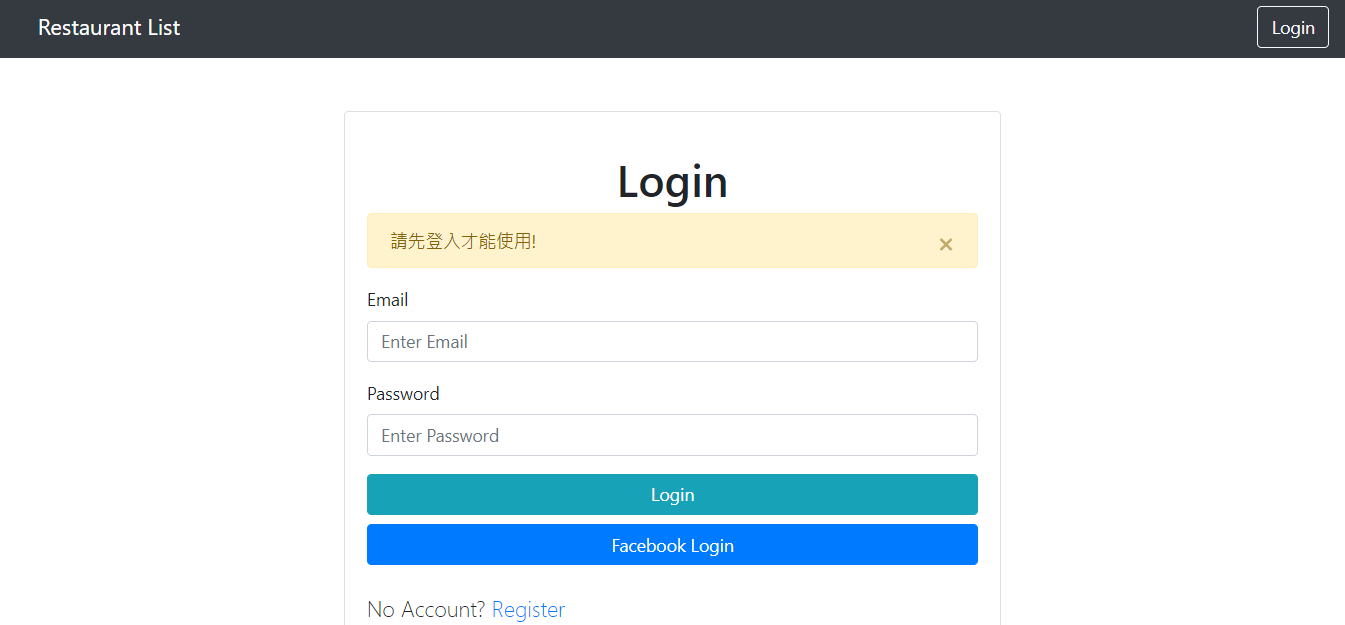 Restaurant List
Login
Login
請先登入才能使用!
×
Email
Enter Email
Password
Enter Password
Login
Facebook Login
No Account? Register